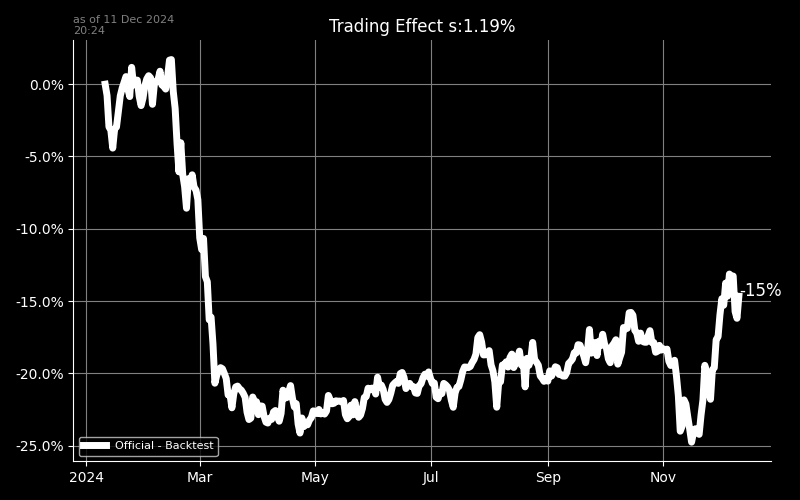 as of 11 Dec 2024
20:24
Trading Effect s:1.19%
0.0%
-5.0%
-10.0%
-15.0%
-20.0%
-25.0%
-15%
Official - Backtest
2024
Mar
May
Jul
Sep
Nov